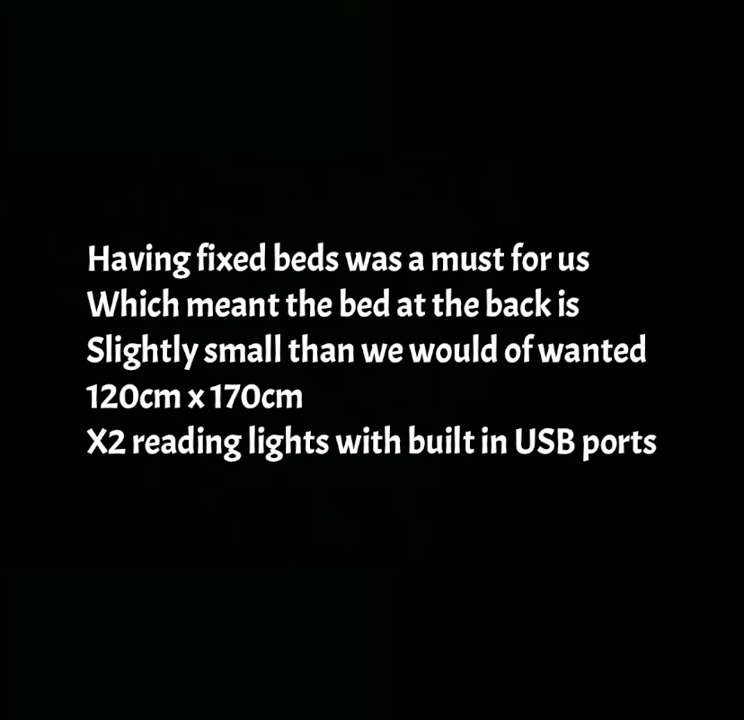 Having fixed beds was a must for us
Which meant the bed at the back is
Slightly small than we would of wanted
120cm x 170cm
X2 reading lights with built in USB ports